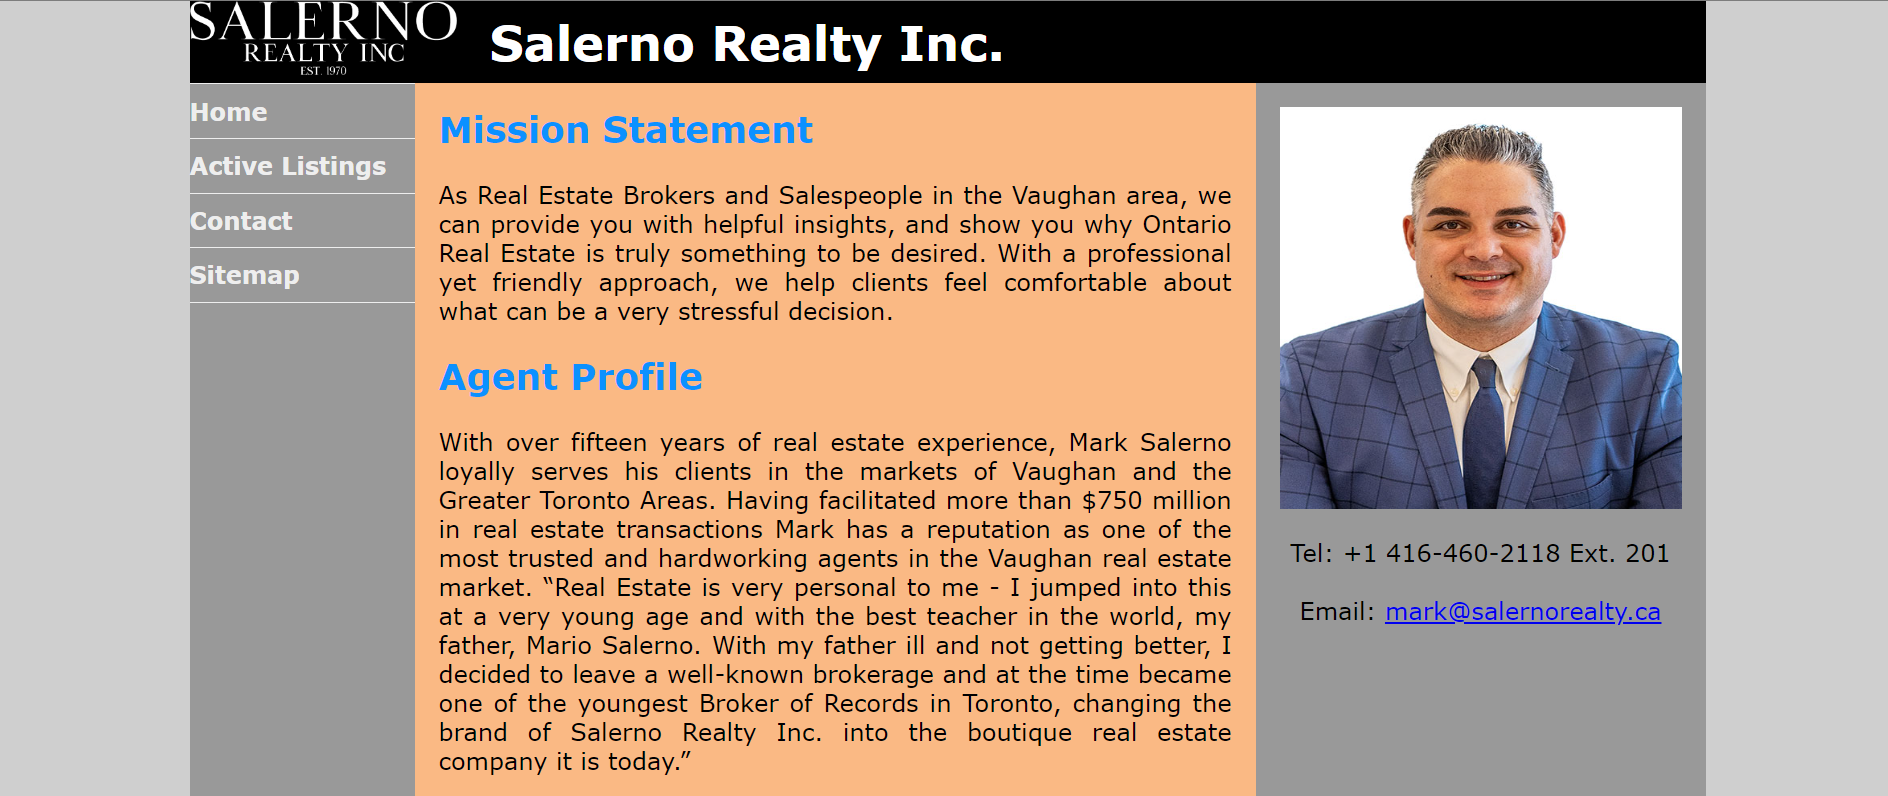 SALERNO
REALTY INC
EST. 1970
Salerno Realty Inc.
Home
Active Listings
Contact
Sitemap
Mission Statement
As Real Estate Brokers and Salespeople in the Vaughan area, we
can provide you with helpful insights, and show you why Ontario
Real Estate is truly something to be desired. With a professional
yet friendly approach, we help clients feel comfortable about
what can be a very stressful decision.
Agent Profile
With over fifteen years of real estate experience, Mark Salerno
loyally serves his clients in the markets of Vaughan and the
Greater Toronto Areas. Having facilitated more than $750 million
in real estate transactions Mark has a reputation as one of the
most trusted and hardworking agents in the Vaughan real estate
market. “Real Estate is very personal to me - I jumped into this
at a very young age and with the best teacher in the world, my
father, Mario Salerno. With my father ill and not getting better, I
decided to leave a well-known brokerage and at the time became
one of the youngest Broker of Records in Toronto, changing the
brand of Salerno Realty Inc. into the boutique real estate
company it is today.”
Tel: +1 416-460-2118 Ext. 201
Email: mark@salernorealty.ca